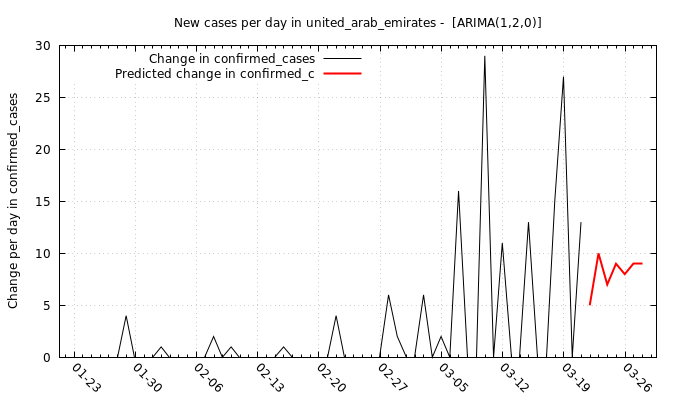 New cases per day in united_arab_emirates -  [ARIMA(1,2,0)]
Change in confirmed_cases
Predicted change in confirmed_c
Change per day in confirmed_cases
30
25
20
15
10
5
0
01-23 01-30 02-06 02-13 02-20 02-27 03-05 03-12 03-19 03-26